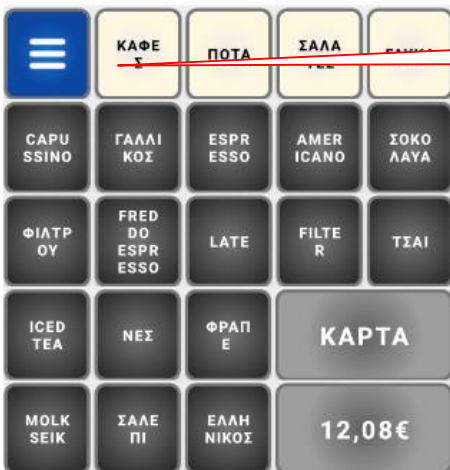 ΚΑΦΕ
Σ
ΠΟΤΑ
ΣΑΛΑ
ΤΕΣ
CAPU
SSINO
ΓΑΛΛΙ
ΚΟΣ
ESPR
ESSO
AMER
ICANO
ΣΟΚΟ
ΛΑΥΑ
ΦΙΛΤΡ
ΟΥ
FRED
DO
ESPR
ESSO
LATE
FILTE
R
ΤΣΑΙ
ICED
TEA
ΝΕΣ
ΦΡΑΠ
Ε
ΚΑΡΤΑ
MOLK
SEIK
ΣΑΛΕ
ΠΙ
ΕΛΛΗ
ΝΙΚΟΣ
12,08€